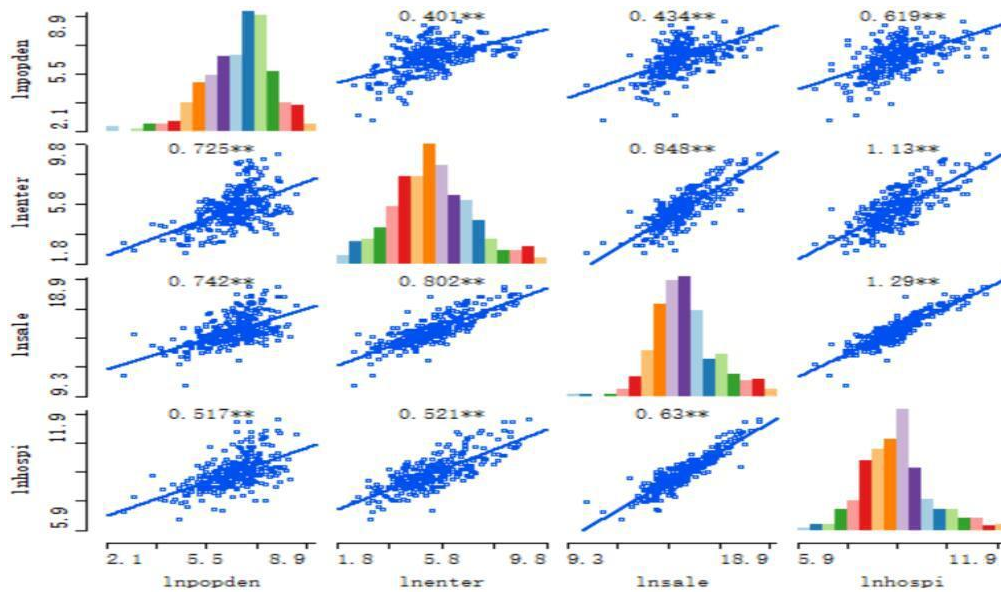 0.401** 0.434** 0.619**
lnpopden 2.1 5.5 8.9
0.725** 0.848** 1.13**
lnenter 1.8 5.8 9.8
0.742** 0.802** 1.29**
lnsale 9.3 18.9
0.517** 0.521** 0.63**
lnhospi 5.9 11.9
2.1 5.5 8.9 1.8 5.8 9.8 9.3 18.9 5.9 11.9
lnpopden lnenter lnsale lnhospi